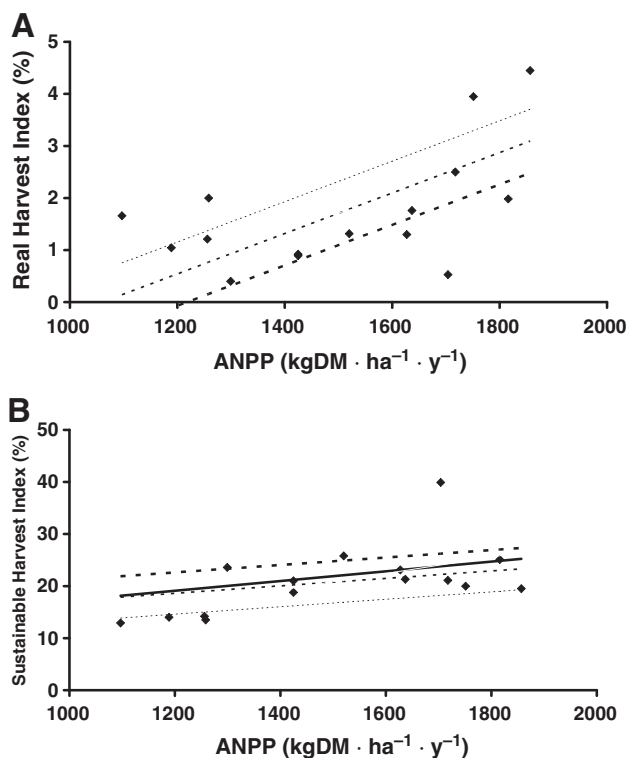 A
Real Harvest Index (%)
5
4
3
2
1
0
1000 1200 1400 1600 1800 2000
ANPP (kgDM · ha⁻¹ · y⁻¹)
B
Sustainable Harvest Index (%)
50
40
30
20
10
0
1000 1200 1400 1600 1800 2000
ANPP (kgDM · ha⁻¹ · y⁻¹)